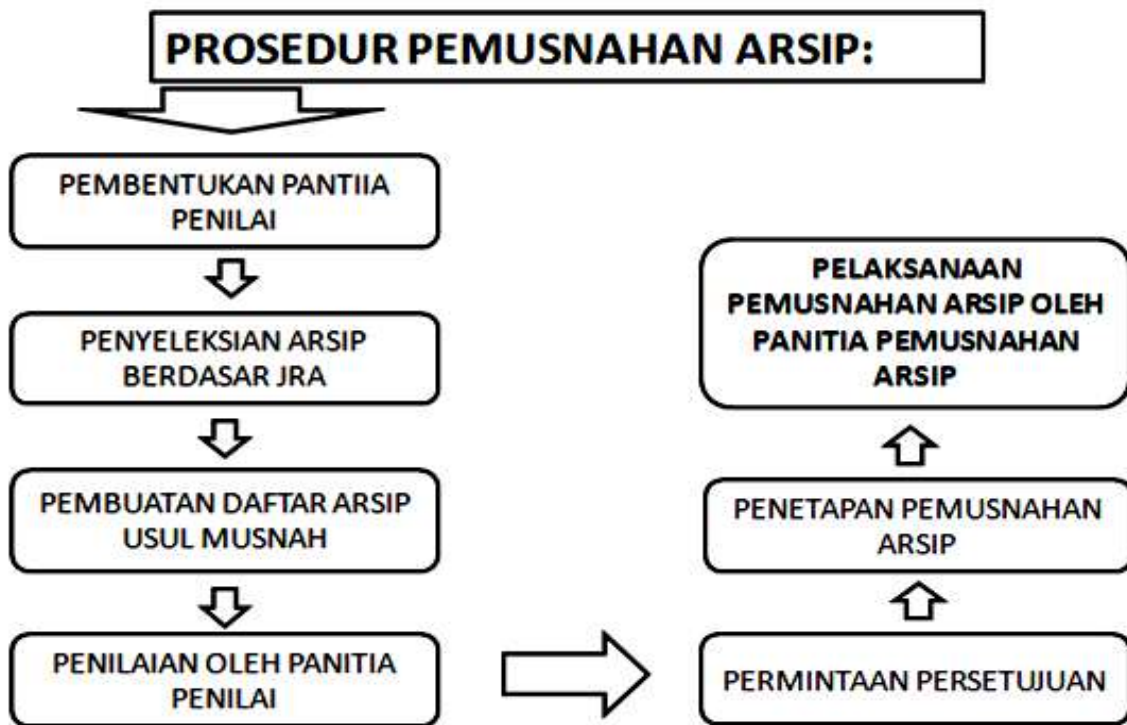 PROSEDUR PEMUSNAHAN ARSIP:
PEMBENTUKAN PANTIIA
PENILAI
PENYELEKSIAN ARSIP
BERDASAR JRA
PEMBUATAN DAFTAR ARSIP
USUL MUSNAH
PENILAIAN OLEH PANITIA
PENILAI
PERMINTAAN PERSETUJUAN
PENETAPAN PEMUSNAHAN
ARSIP
PELAKSANAAN
PEMUSNAHAN ARSIP OLEH
PANITIA PEMUSNAHAN
ARSIP